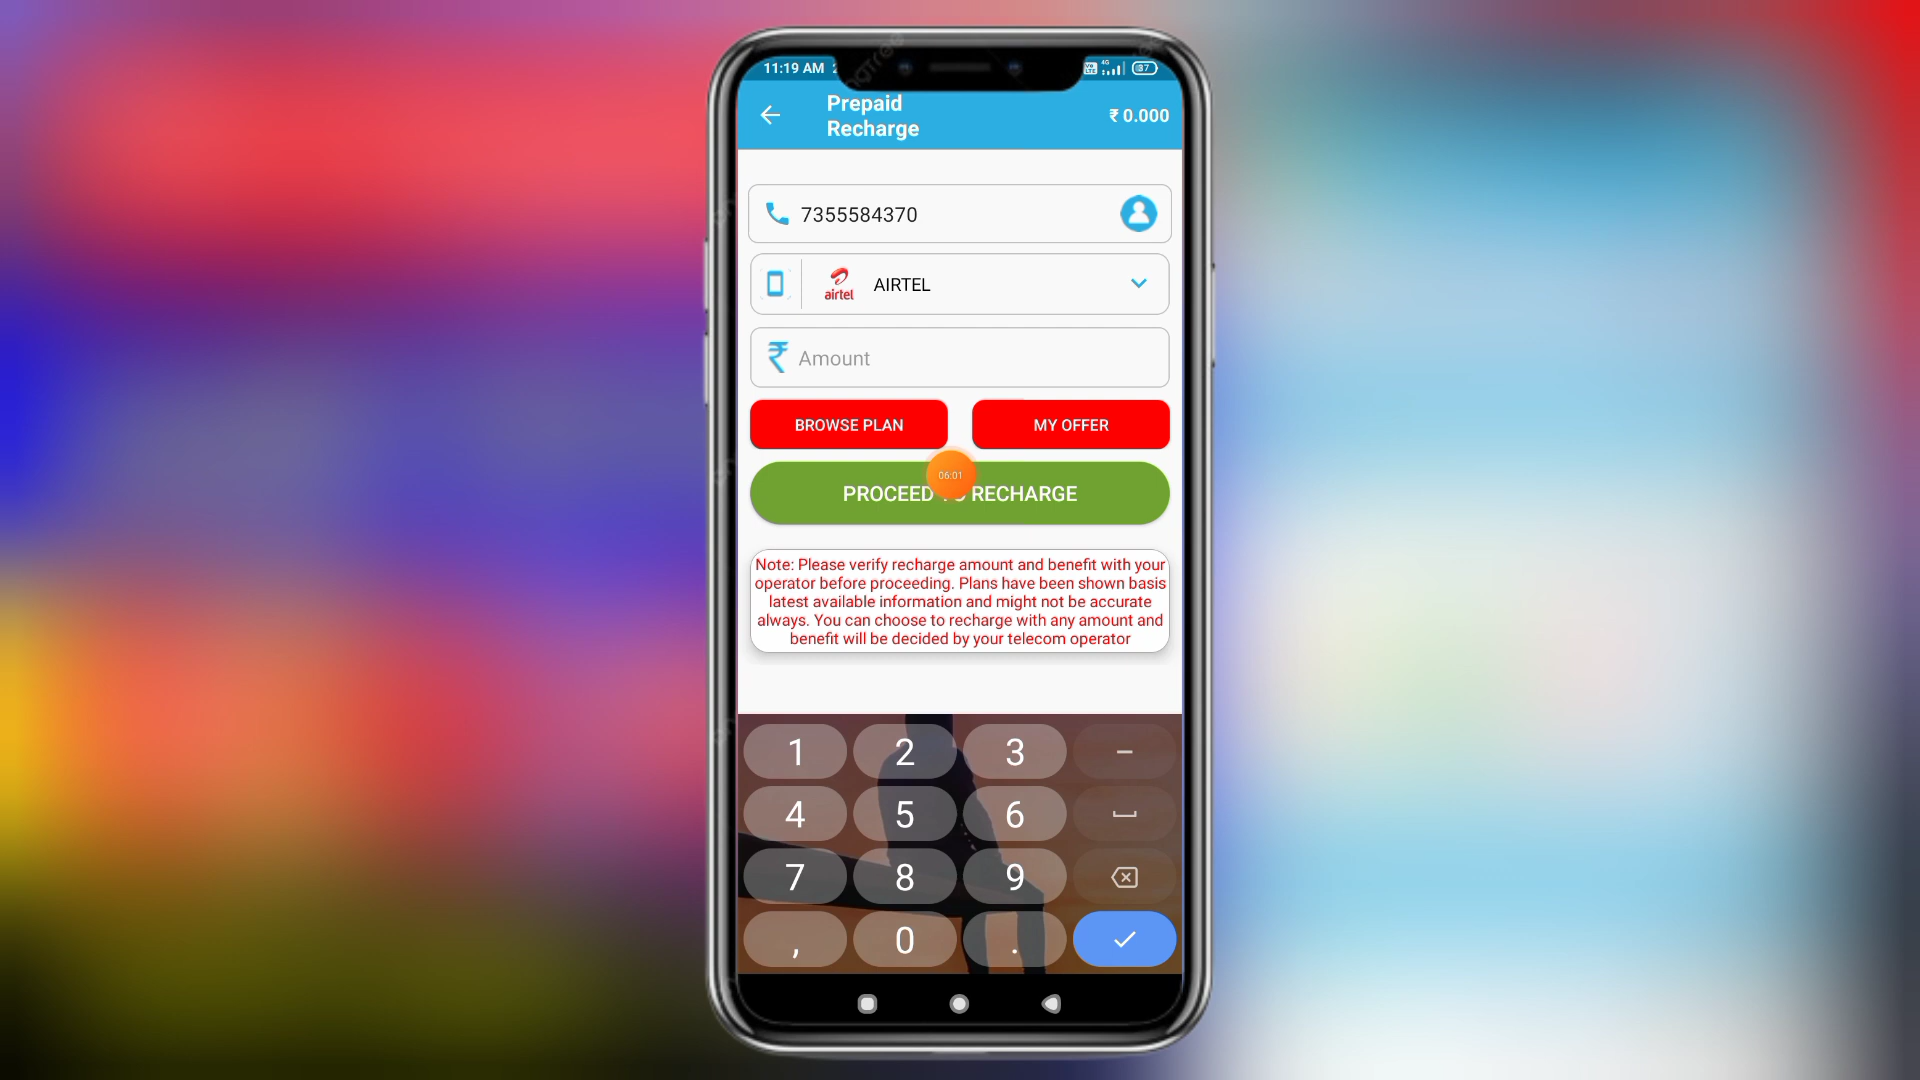 11:19 AM
4G
87
Prepaid
Recharge
₹ 0.000
7355584370
airtel
AIRTEL
₹
Amount
BROWSE PLAN
MY OFFER
06:01
PROCEED TO RECHARGE
Note: Please verify recharge amount and benefit with your
operator before proceeding. Plans have been shown basis
latest available information and might not be accurate
always. You can choose to recharge with any amount and
benefit will be decided by your telecom operator
1 2 3 –
4 5 6
7 8 9
, 0 .